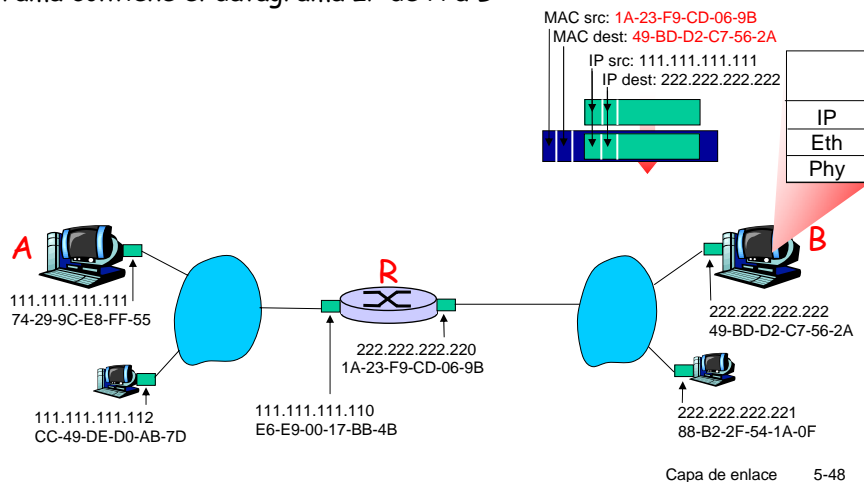 contiene el datagrama IP de A a B
MAC src: 1A-23-F9-CD-06-9B
MAC dest: 49-BD-D2-C7-56-2A
IP src: 111.111.111.111
IP dest: 222.222.222.222
IP
Eth
Phy
A
R
B
111.111.111.111
74-29-9C-E8-FF-55
222.222.222.222
49-BD-D2-C7-56-2A
222.222.222.220
1A-23-F9-CD-06-9B
111.111.111.112
CC-49-DE-D0-AB-7D
111.111.111.110
E6-E9-00-17-BB-4B
222.222.222.221
88-B2-2F-54-1A-0F
Capa de enlace 5-48